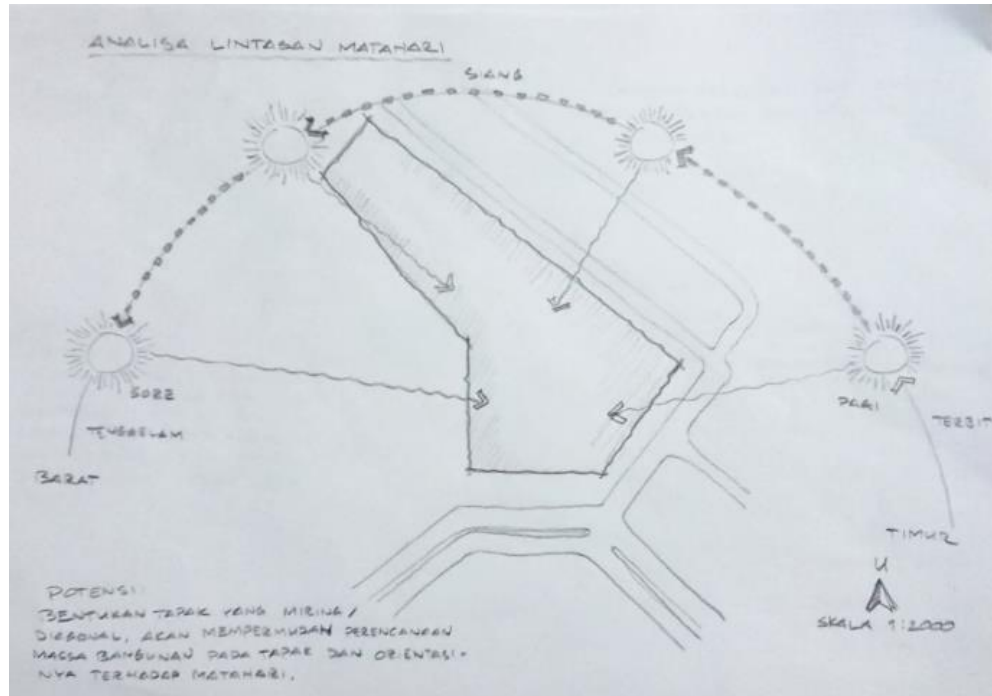 ANALISA LINTASAN MATAHARI
SIANG
SORE
TENGGELAM
BARAT
PAGI
TERBIT
TIMUR
U
SKALA 1:2000
POTENSI:
BENTUKAN TAPAK YANG MIRING/
DIAGONAL, AKAN MEMPERMUDAH PERENCANAAN
MASSA BANGUNAN PADA TAPAK DAN ORIENTASI-
NYA TERHADAP MATAHARI.